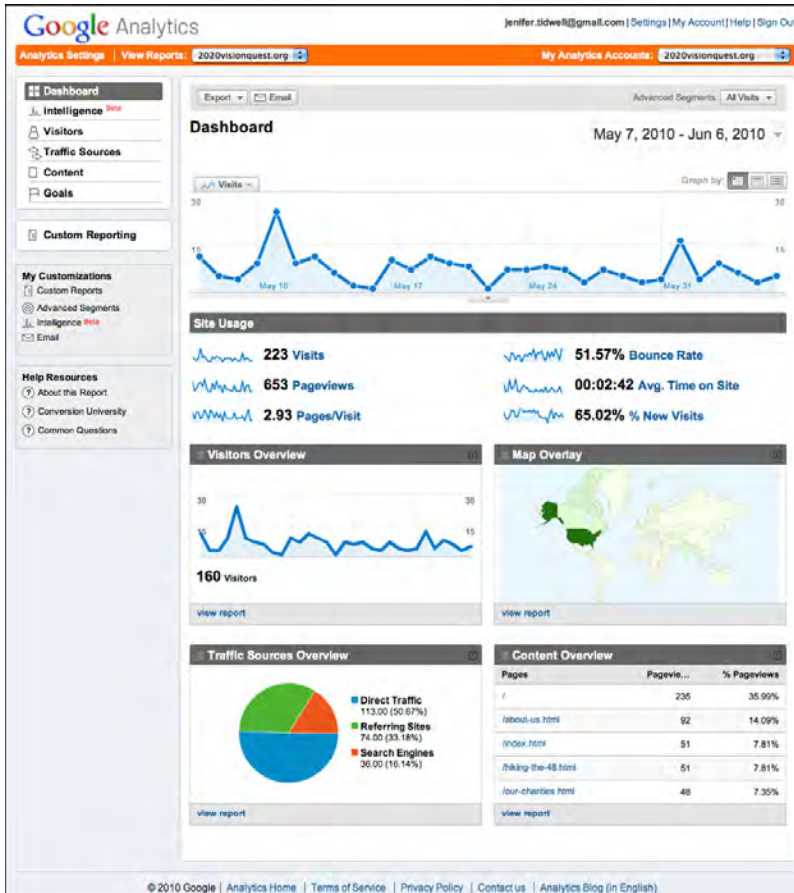 Google Analytics
jenifer.tidwell@gmail.com | Settings | My Account | Help | Sign Ou
Analytics Settings | View Reports: 2020visionquest.org
My Analytics Accounts: 2020visionquest.org
Dashboard
Intelligence Beta
Visitors
Traffic Sources
Content
Goals
Custom Reporting
My Customizations
Custom Reports
Advanced Segments
Intelligence Beta
Email
Help Resources
? About this Report
? Conversion University
? Common Questions
Export Email
Advanced Segments: All Visits
Dashboard
May 7, 2010 - Jun 6, 2010
Visits
Graph by:
30 30
15 15
May 10 May 17 May 24 May 31
Site Usage
223 Visits
653 Pageviews
2.93 Pages/Visit
51.57% Bounce Rate
00:02:42 Avg. Time on Site
65.02% % New Visits
Visitors Overview
30 30
15 15
160 Visitors
view report
Map Overlay
view report
Traffic Sources Overview
Direct Traffic
113.00 (50.67%)
Referring Sites
74.00 (33.18%)
Search Engines
36.00 (16.14%)
view report
Content Overview
Pages Pagevie... % Pageviews
/ 235 35.99%
/about-us.html 92 14.09%
/index.html 51 7.81%
/hiking-the-48.html 51 7.81%
/our-charities.html 48 7.35%
view report
© 2010 Google | Analytics Home | Terms of Service | Privacy Policy | Contact us | Analytics Blog (in English)